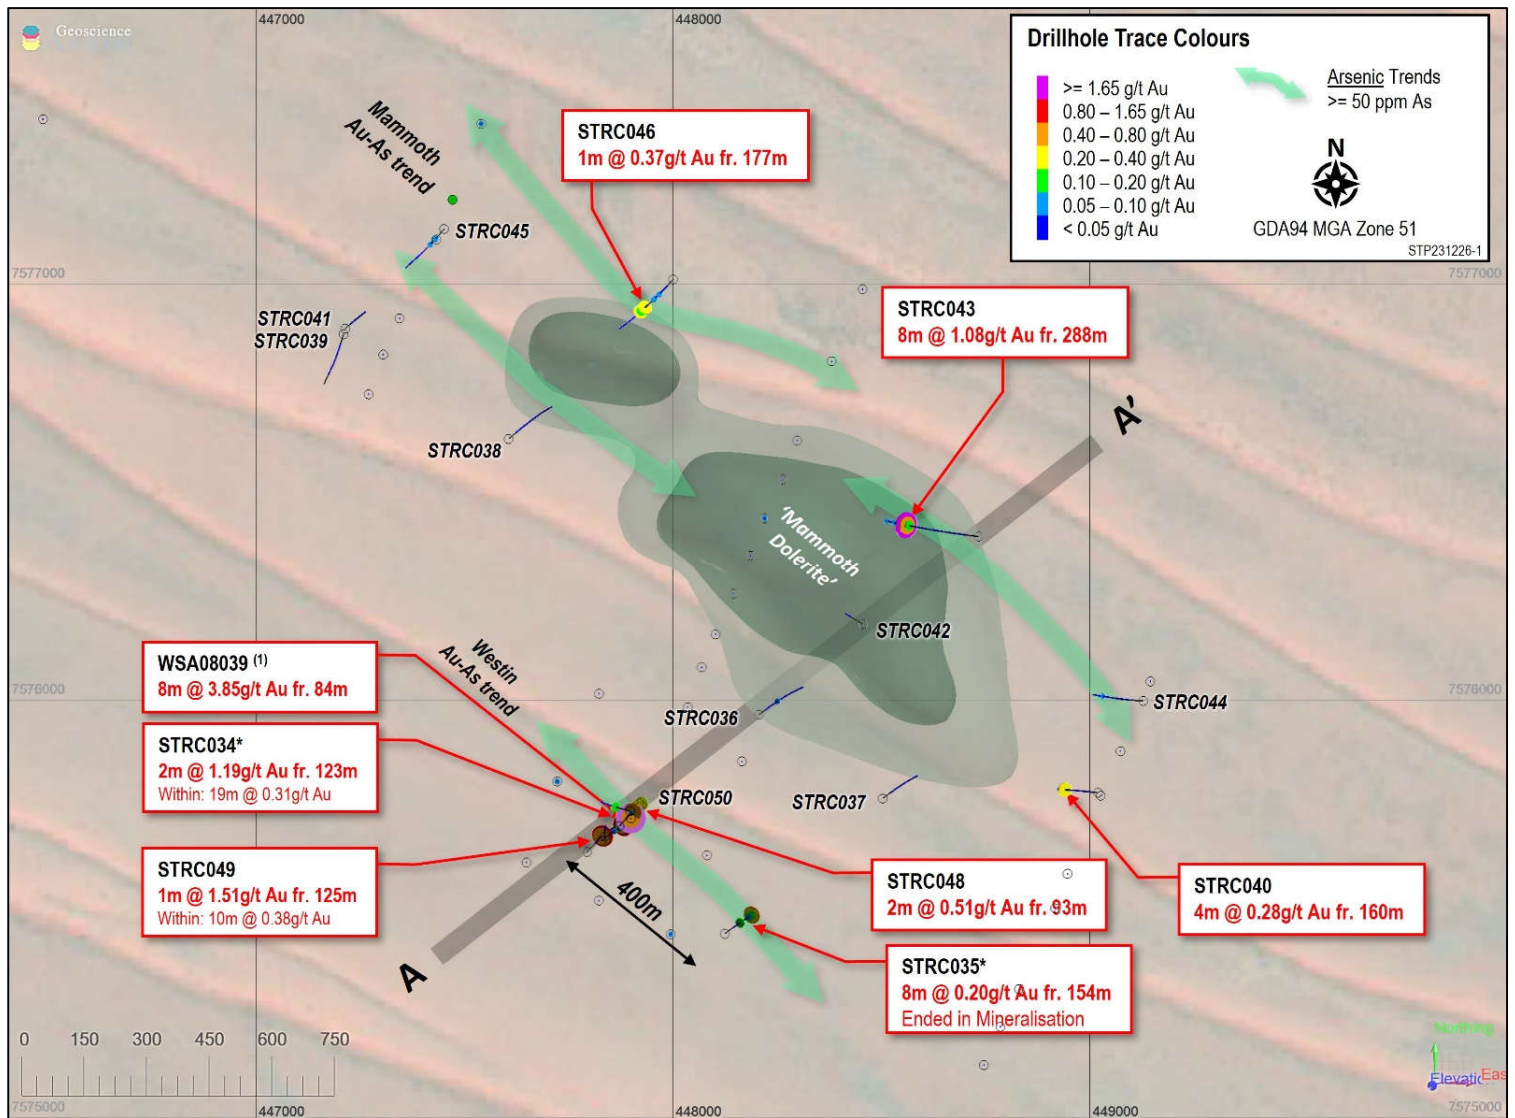 447000
448000
Geoscience
Drillhole Trace Colours
>= 1.65 g/t Au
0.80 – 1.65 g/t Au
0.40 – 0.80 g/t Au
0.20 – 0.40 g/t Au
0.10 – 0.20 g/t Au
0.05 – 0.10 g/t Au
< 0.05 g/t Au
Arsenic Trends
>= 50 ppm As
N
GDA94 MGA Zone 51
STP231226-1
Mammoth
Au-As trend
STRC046
1m @ 0.37g/t Au fr. 177m
STRC045
7577000
7577000
STRC041
STRC039
STRC043
8m @ 1.08g/t Au fr. 288m
STRC038
A'
'Mammoth
Dolerite'
STRC042
WSA08039 (1)
8m @ 3.85g/t Au fr. 84m
Westin
Au-As trend
7576000
7576000
STRC036
STRC044
STRC034*
2m @ 1.19g/t Au fr. 123m
Within: 19m @ 0.31g/t Au
STRC050
STRC037
STRC049
1m @ 1.51g/t Au fr. 125m
Within: 10m @ 0.38g/t Au
400m
STRC048
2m @ 0.51g/t Au fr. 93m
STRC040
4m @ 0.28g/t Au fr. 160m
A
STRC035*
8m @ 0.20g/t Au fr. 154m
Ended in Mineralisation
0 150 300 450 600 750
Northing
Elevatic
Eas
7575000
447000
448000
449000
7575000